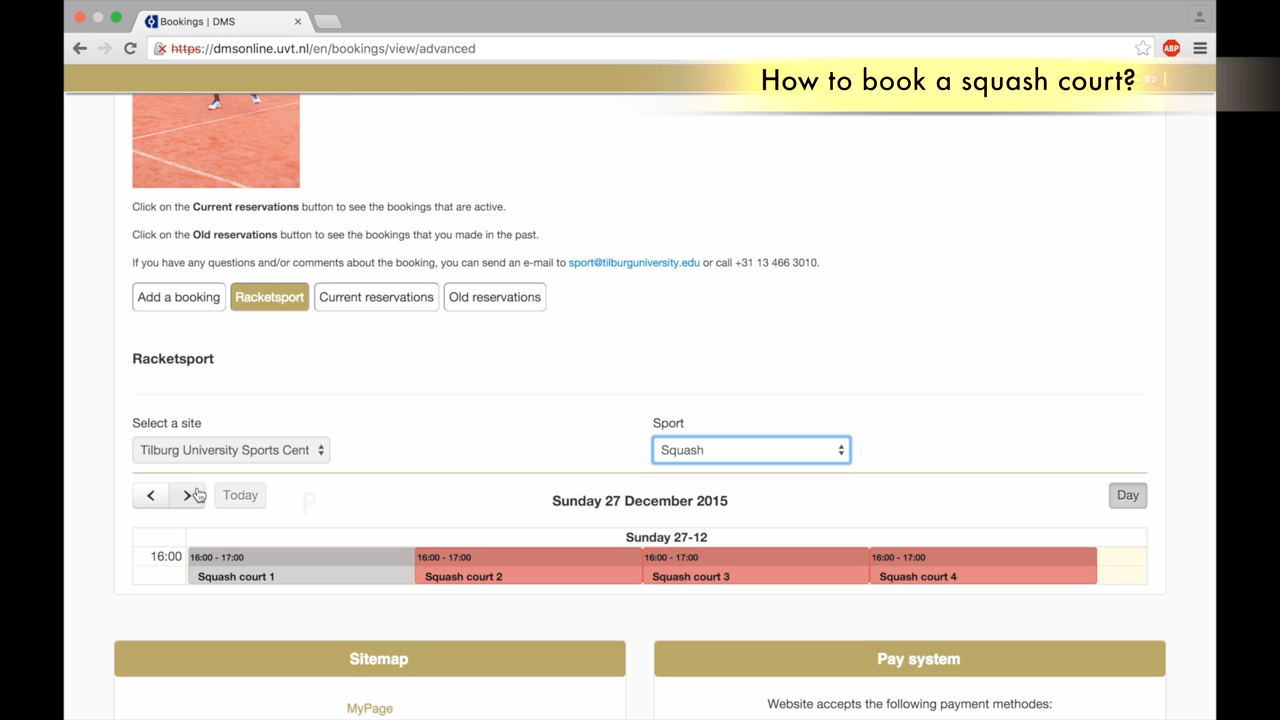 Bookings | DMS
https://dmsonline.uvt.nl/en/bookings/view/advanced
ABP
How to book a squash court?
Click on the Current reservations button to see the bookings that are active.
Click on the Old reservations button to see the bookings that you made in the past.
If you have any questions and/or comments about the booking, you can send an e-mail to sport@tilburguniversity.edu or call +31 13 466 3010.
Add a booking Racketsport Current reservations Old reservations
Racketsport
Select a site Sport
Tilburg University Sports Cent Squash
Today P Sunday 27 December 2015 Day
Sunday 27-12
16:00 16:00 - 17:00 16:00 - 17:00 16:00 - 17:00 16:00 - 17:00
Squash court 1 Squash court 2 Squash court 3 Squash court 4
Sitemap Pay system
MyPage Website accepts the following payment methodes: